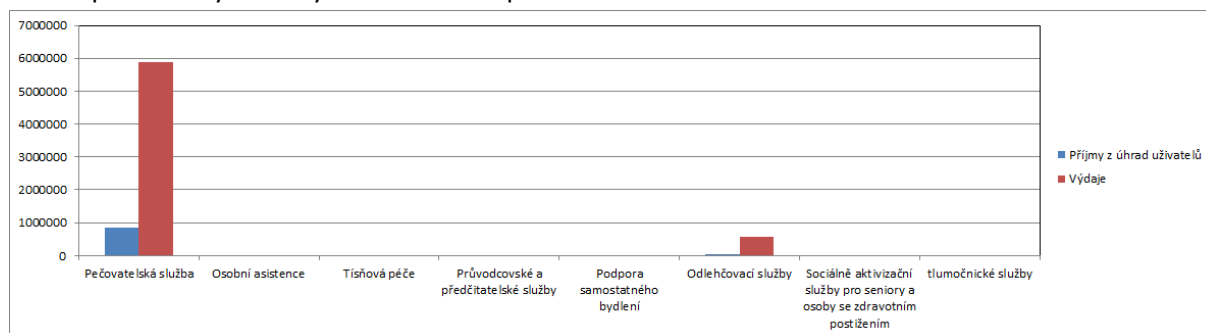 7000000
6000000
5000000
4000000
3000000
2000000
1000000
0
Pečovatelská služba
Osobní asistence
Tísňová péče
Průvodcovské a
předčitatelské služby
Podpora
samostatného
bydlení
Odlehčovací služby
Sociálně aktivizační
služby pro seniory a
osoby se zdravotním
postižením
tlumočnické služby
Příjmy z úhrad uživatelů
Výdaje